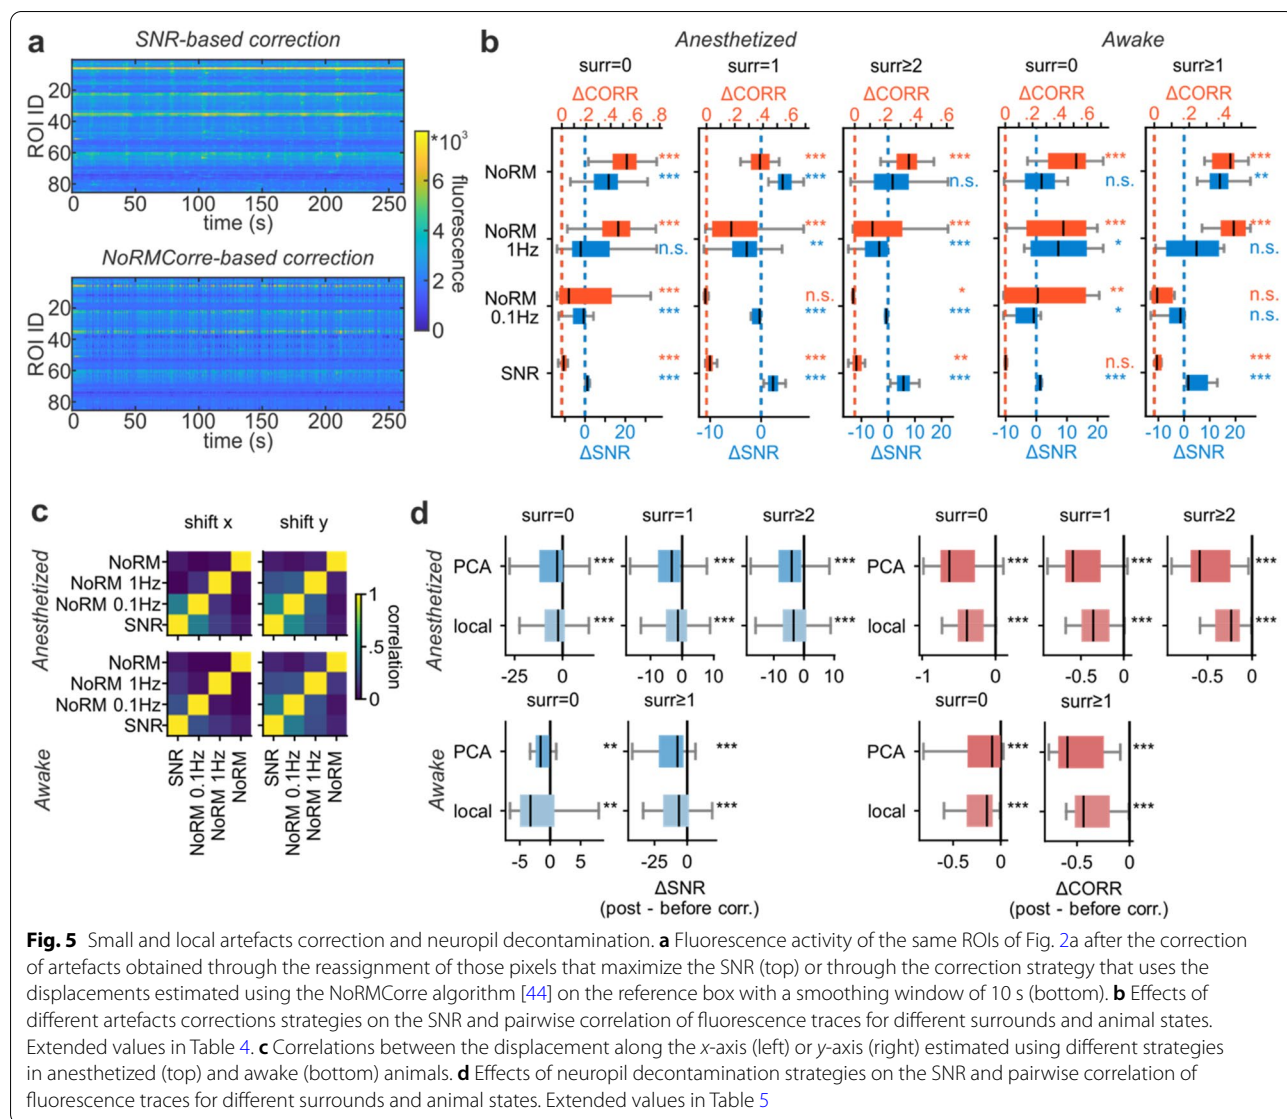 a
SNR-based correction
20
40
60
80
ROI ID
0 50 100 150 200 250
time (s)
NoRMCorre-based correction
20
40
60
80
ROI ID
0 50 100 150 200 250
time (s)
*10³
8
6
4
2
0
fluorescence
b
Anesthetized Awake
surr=0 surr=1 surr≥2 surr=0 surr≥1
ΔCORR ΔCORR ΔCORR ΔCORR ΔCORR
0 .2 .4 .6 .8 0 .2 .4 .6 0 .2 .4 .6 0 .2 .4 .6 0 .2 .4
NoRM *** *** *** *** ***
*** *** n.s. n.s. **
NoRM
1Hz
*** *** *** *** ***
n.s. ** *** * n.s.
NoRM
0.1Hz
*** n.s. * ** n.s.
*** *** *** * n.s.
SNR *** *** ** n.s. ***
*** *** *** *** ***
0 20 -10 0 -10 0 10 20 0 10 20 -10 0 10 20
ΔSNR ΔSNR ΔSNR ΔSNR ΔSNR
c
shift x shift y
Anesthetized
NoRM
NoRM 1Hz
NoRM 0.1Hz
SNR
Awake
NoRM
NoRM 1Hz
NoRM 0.1Hz
SNR
SNR
NoRM 0.1Hz
NoRM 1Hz
NoRM
SNR
NoRM 0.1Hz
NoRM 1Hz
NoRM
1
.5
0
correlation
d
surr=0 surr=1 surr≥2 surr=0 surr=1 surr≥2
PCA *** *** *** PCA *** *** ***
local *** *** *** local *** *** ***
-25 0 -10 0 10 -10 0 10 -1 -0.5 0 -0.5 0 -0.5 0
surr=0 surr≥1 surr=0 surr≥1
PCA ** *** PCA *** ***
local ** *** local *** ***
-5 0 5 -25 0 -0.5 0 -0.5 0
ΔSNR
(post - before corr.)
ΔCORR
(post - before corr.)
Fig. 5 Small and local artefacts correction and neuropil decontamination. a Fluorescence activity of the same ROIs of Fig. 2a after the correction
of artefacts obtained through the reassignment of those pixels that maximize the SNR (top) or through the correction strategy that uses the
displacements estimated using the NoRMCorre algorithm [44] on the reference box with a smoothing window of 10 s (bottom). b Effects of
different artefacts corrections strategies on the SNR and pairwise correlation of fluorescence traces for different surrounds and animal states.
Extended values in Table 4. c Correlations between the displacement along the x-axis (left) or y-axis (right) estimated using different strategies
in anesthetized (top) and awake (bottom) animals. d Effects of neuropil decontamination strategies on the SNR and pairwise correlation of
fluorescence traces for different surrounds and animal states. Extended values in Table 5